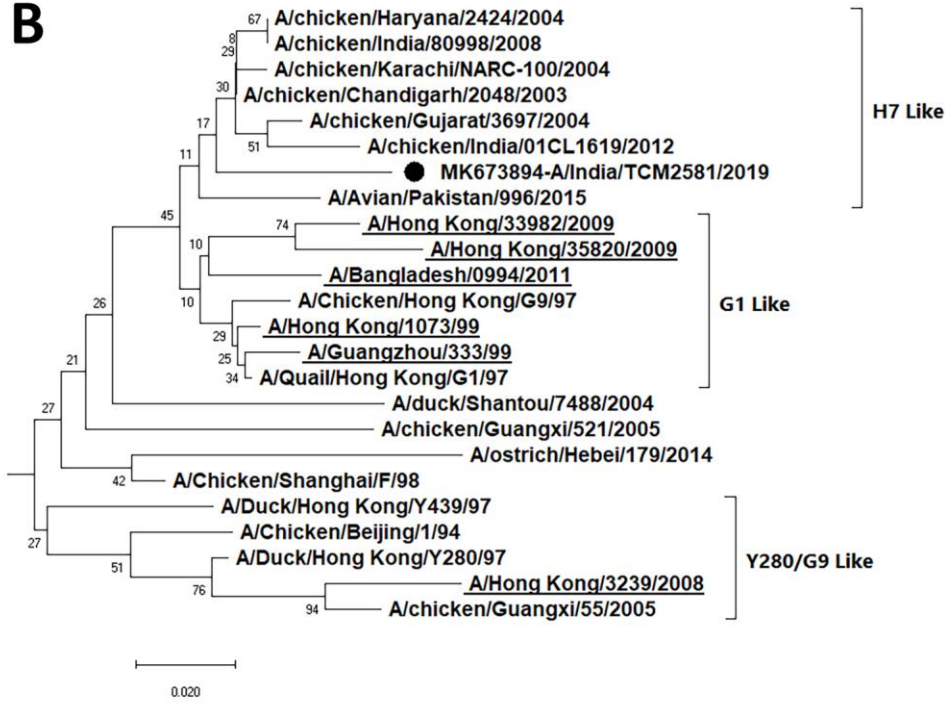 B
67
A/chicken/Haryana/2424/2004
8
A/chicken/India/80998/2008
29
A/chicken/Karachi/NARC-100/2004
30
A/chicken/Chandigarh/2048/2003
H7 Like
17
A/chicken/Gujarat/3697/2004
51
A/chicken/India/01CL1619/2012
11
MK673894-A/India/TCM2581/2019
A/Avian/Pakistan/996/2015
45
74
A/Hong Kong/33982/2009
10
A/Hong Kong/35820/2009
A/Bangladesh/0994/2011
10
A/Chicken/Hong Kong/G9/97
G1 Like
26
29
A/Hong Kong/1073/99
25
A/Guangzhou/333/99
21
34
A/Quail/Hong Kong/G1/97
27
A/duck/Shantou/7488/2004
A/chicken/Guangxi/521/2005
A/ostrich/Hebei/179/2014
42
A/Chicken/Shanghai/F/98
A/Duck/Hong Kong/Y439/97
27
A/Chicken/Beijing/1/94
51
A/Duck/Hong Kong/Y280/97
Y280/G9 Like
76
A/Hong Kong/3239/2008
94
A/chicken/Guangxi/55/2005
0.020